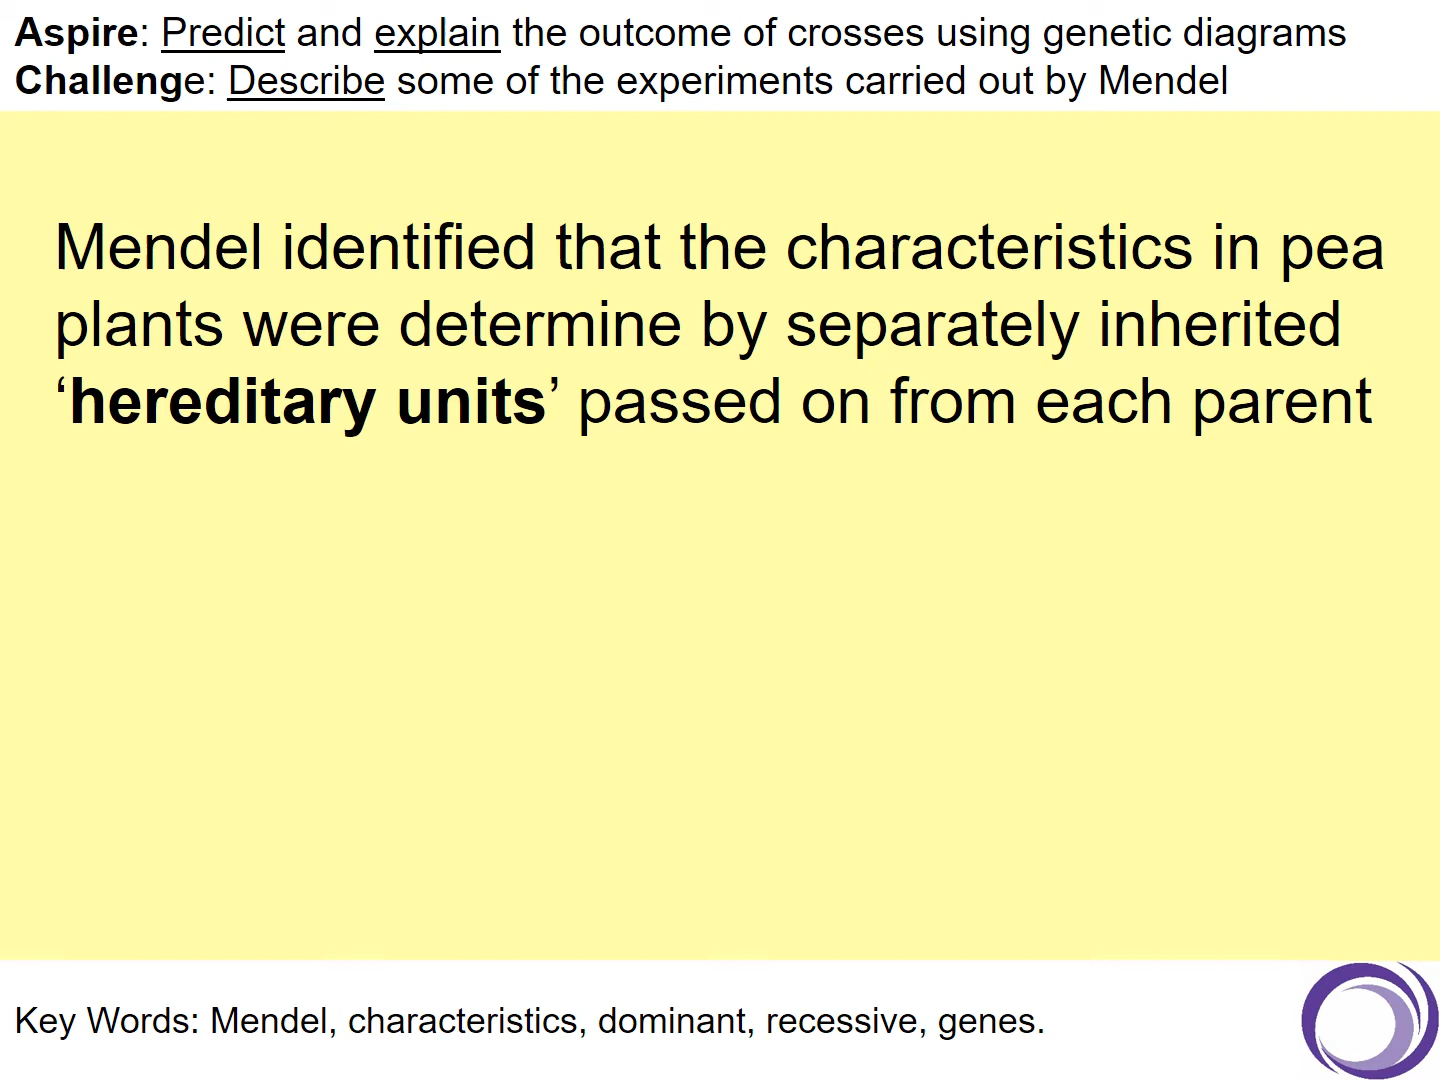 Aspire: Predict and explain the outcome of crosses using genetic diagrams
Challenge: Describe some of the experiments carried out by Mendel
Mendel identified that the characteristics in pea
plants were determine by separately inherited
‘hereditary units’ passed on from each parent
Key Words: Mendel, characteristics, dominant, recessive, genes.